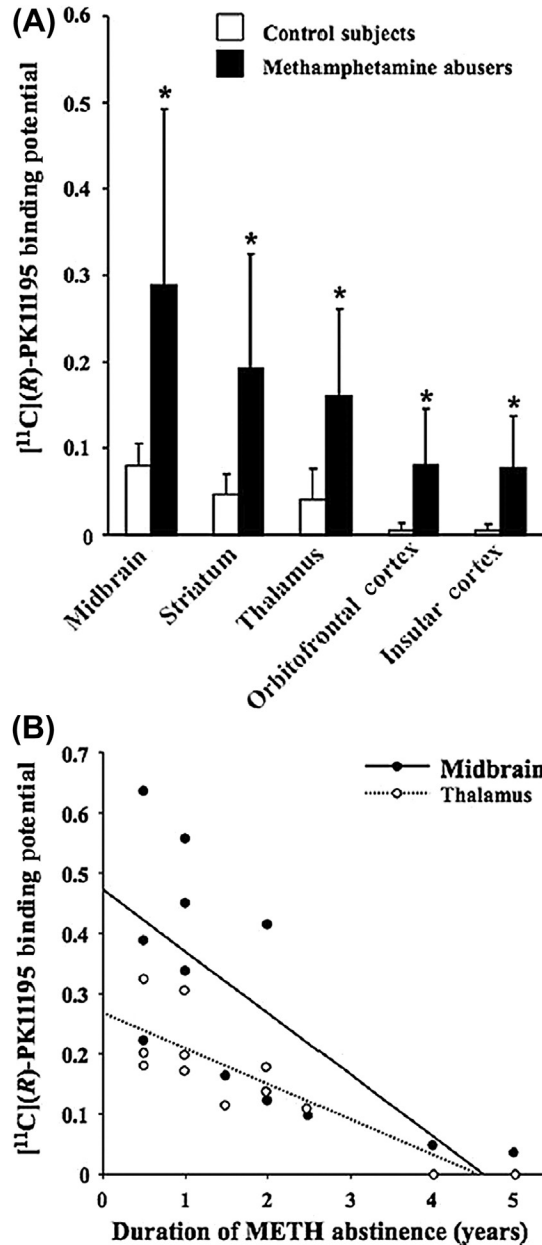 (A)
0.6
0.5
0.4
0.3
0.2
0.1
0
[¹¹C](R)-PK11195 binding potential
Control subjects
Methamphetamine abusers
*
*
*
*
*
Midbrain
Striatum
Thalamus
Orbitofrontal cortex
Insular cortex
(B)
0.7
0.6
0.5
0.4
0.3
0.2
0.1
0
[¹¹C](R)-PK11195 binding potential
Midbrain
Thalamus
0 1 2 3 4 5
Duration of METH abstinence (years)